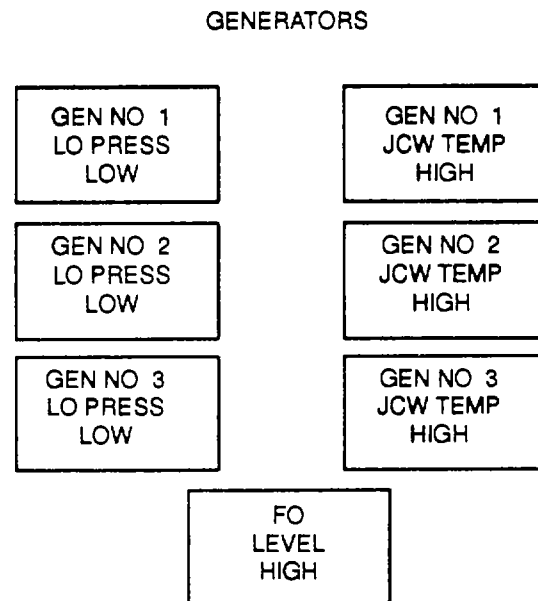 GENERATORS
GEN NO 1
LO PRESS
LOW
GEN NO 1
JCW TEMP
HIGH
GEN NO 2
LO PRESS
LOW
GEN NO 2
JCW TEMP
HIGH
GEN NO 3
LO PRESS
LOW
GEN NO 3
JCW TEMP
HIGH
FO
LEVEL
HIGH